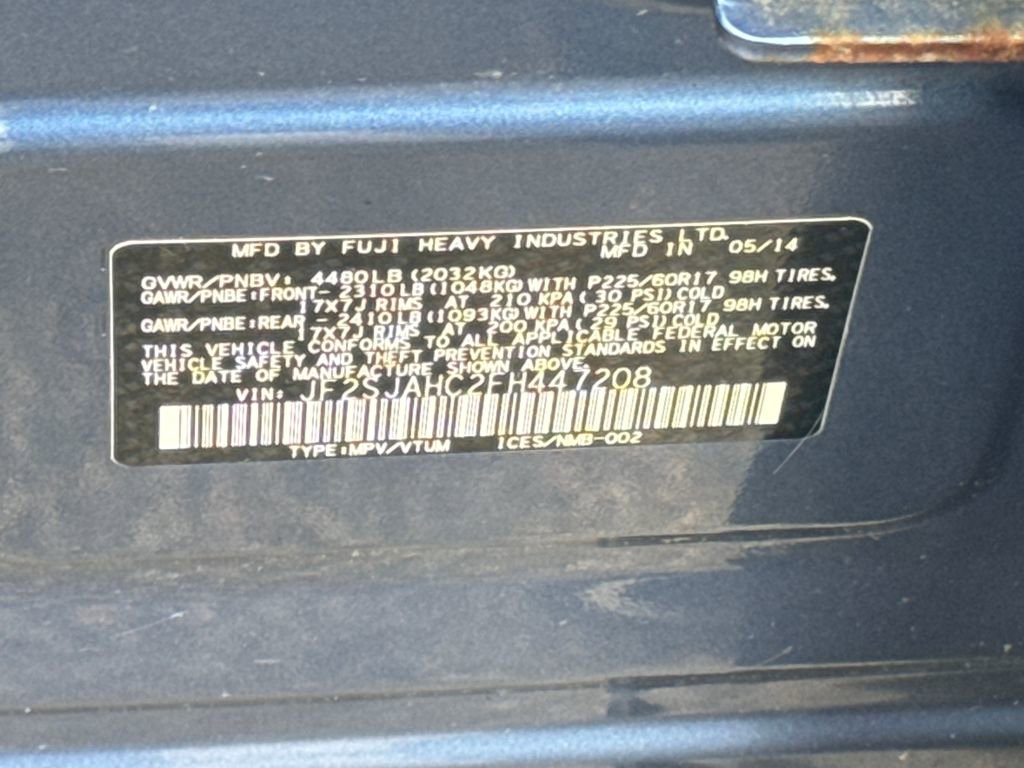 MFD BY FUJI HEAVY INDUSTRIES LTD.
MFD IN 05/14
GVWR/PNBV: 4480LB(2032KG)
GAWR/PNBE:FRONT- 2310LB(1048KG)WITH P225/60R17 98H TIRES,
17X7J RIMS AT 210 KPA( 30 PSI)COLD
GAWR/PNBE:REAR - 2410LB(1093KG)WITH P225/60R17 98H TIRES,
17X7J RIMS AT 200 KPA( 29 PSI)COLD
THIS VEHICLE CONFORMS TO ALL APPLICABLE FEDERAL MOTOR
VEHICLE SAFETY AND THEFT PREVENTION STANDARDS IN EFFECT ON
THE DATE OF MANUFACTURE SHOWN ABOVE.
VIN: JF2SJAHC2FH447208
TYPE:MPV/VTUM ICES/NMB-002